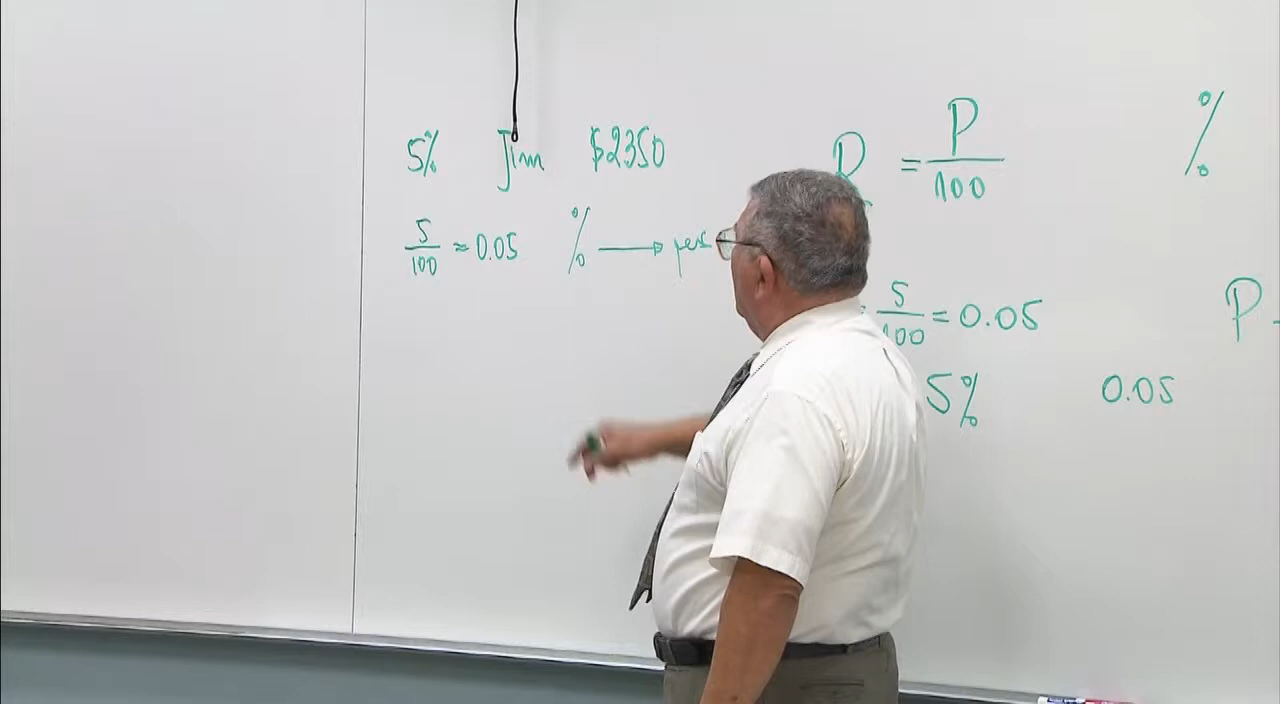 5% Jim $2350
5/100 = 0.05 % → per
P/100 %
= 5/100 = 0.05
P
5% 0.05